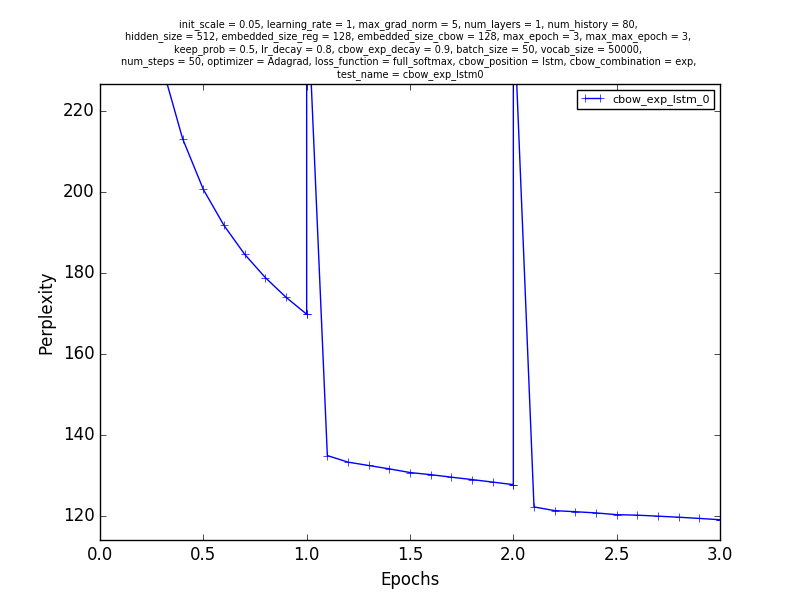 init_scale = 0.05, learning_rate = 1, max_grad_norm = 5, num_layers = 1, num_history = 80,
hidden_size = 512, embedded_size_reg = 128, embedded_size_cbow = 128, max_epoch = 3, max_max_epoch = 3,
keep_prob = 0.5, lr_decay = 0.8, cbow_exp_decay = 0.9, batch_size = 50, vocab_size = 50000,
num_steps = 50, optimizer = Adagrad, loss_function = full_softmax, cbow_position = lstm, cbow_combination = exp,
test_name = cbow_exp_lstm0
cbow_exp_lstm_0
220
200
180
160
140
120
Perplexity
0.0 0.5 1.0 1.5 2.0 2.5 3.0
Epochs